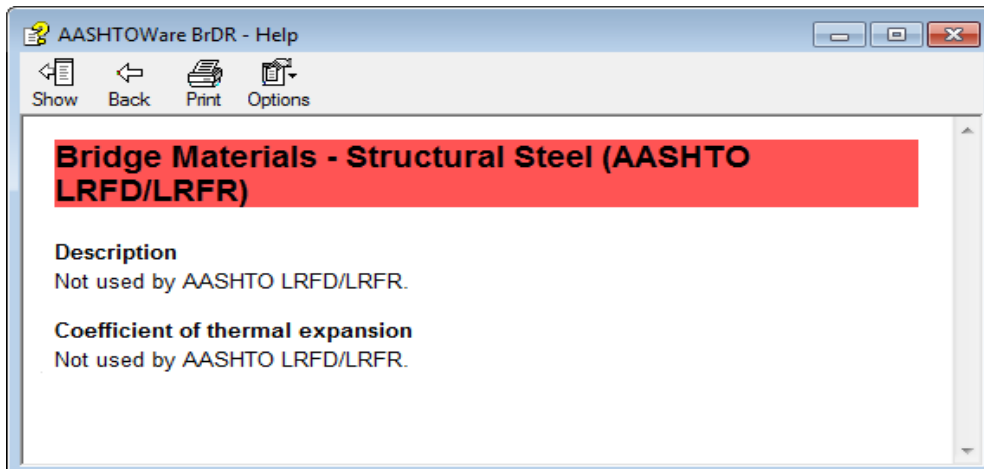 AASHTOWare BrDR - Help
Show Back Print Options
Bridge Materials - Structural Steel (AASHTO
LRFD/LRFR)
Description
Not used by AASHTO LRFD/LRFR.
Coefficient of thermal expansion
Not used by AASHTO LRFD/LRFR.